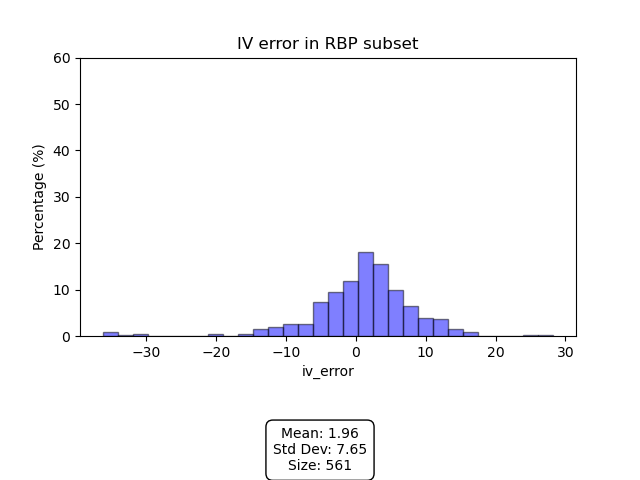 IV error in RBP subset
60
50
40
30
20
10
0
Percentage (%)
−30
−20
−10
0
10
20
30
iv_error
Mean: 1.96
Std Dev: 7.65
Size: 561